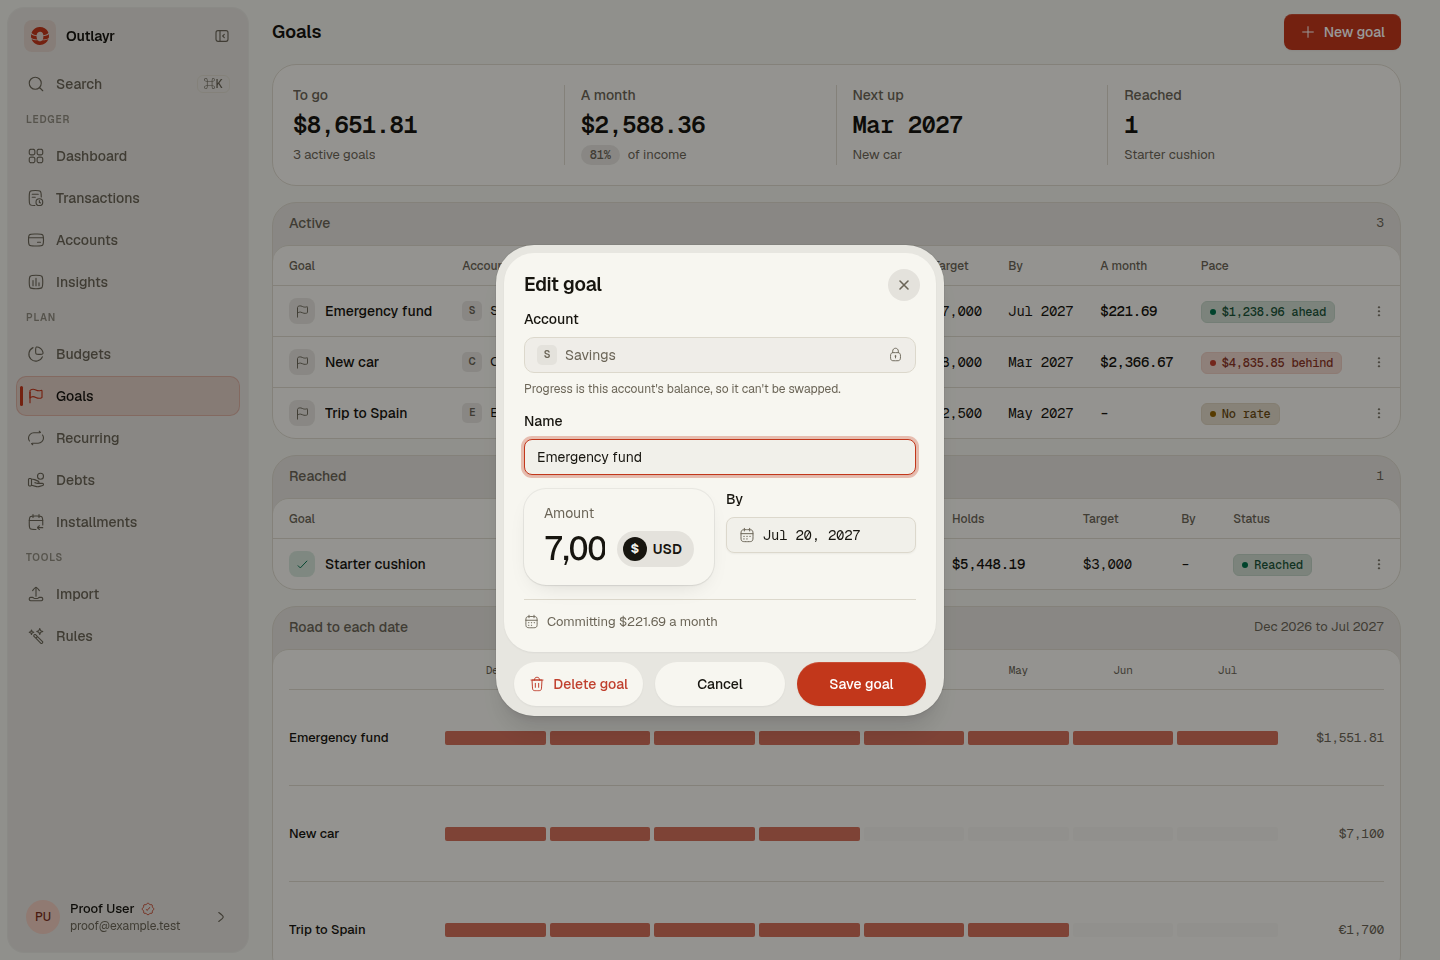 Outlayr
Search ⌘K
LEDGER
Dashboard
Transactions
Accounts
Insights
PLAN
Budgets
Goals
Recurring
Debts
Installments
TOOLS
Import
Rules
PU
Proof User
proof@example.test
Goals
New goal
To go
$8,651.81
3 active goals
A month
$2,588.36
81% of income
Next up
Mar 2027
New car
Reached
1
Starter cushion
Active 3
Goal By A month Pace
Emergency fund S 7,000 Jul 2027 $221.69 $1,238.96 ahead
New car C 8,000 Mar 2027 $2,366.67 $4,835.85 behind
Trip to Spain E 2,500 May 2027 – No rate
Reached 1
Goal Holds Target By Status
Starter cushion $5,448.19 $3,000 – Reached
Road to each date Dec 2026 to Jul 2027
May Jun Jul
Emergency fund $1,551.81
New car $7,100
Trip to Spain €1,700
Edit goal
Account
S Savings
Progress is this account's balance, so it can't be swapped.
Name
Emergency fund
Amount
7,00 $ USD
By
Jul 20, 2027
Committing $221.69 a month
Delete goal Cancel Save goal